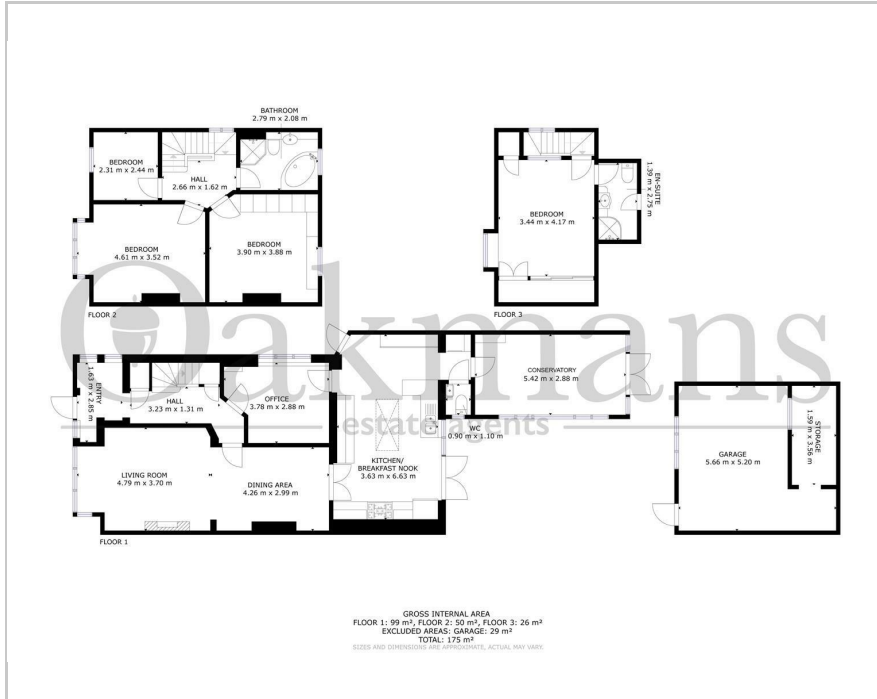 BATHROOM
2.79 m x 2.08 m
BEDROOM
2.31 m x 2.44 m
HALL
2.66 m x 1.62 m
BEDROOM
4.61 m x 3.52 m
BEDROOM
3.90 m x 3.88 m
FLOOR 2
EN-SUITE
1.39 m x 2.75 m
BEDROOM
3.44 m x 4.17 m
FLOOR 3
Oakmans
estate agents
ENTRY
1.63 m x 2.85 m
HALL
3.23 m x 1.31 m
OFFICE
3.78 m x 2.88 m
CONSERVATORY
5.42 m x 2.88 m
WC
0.90 m x 1.10 m
LIVING ROOM
4.79 m x 3.70 m
DINING AREA
4.26 m x 2.99 m
KITCHEN/
BREAKFAST NOOK
3.63 m x 6.63 m
FLOOR 1
GARAGE
5.66 m x 5.20 m
STORAGE
1.59 m x 3.56 m
GROSS INTERNAL AREA
FLOOR 1: 99 m², FLOOR 2: 50 m², FLOOR 3: 26 m²
EXCLUDED AREAS: GARAGE: 29 m²
TOTAL: 175 m²
SIZES AND DIMENSIONS ARE APPROXIMATE, ACTUAL MAY VARY.